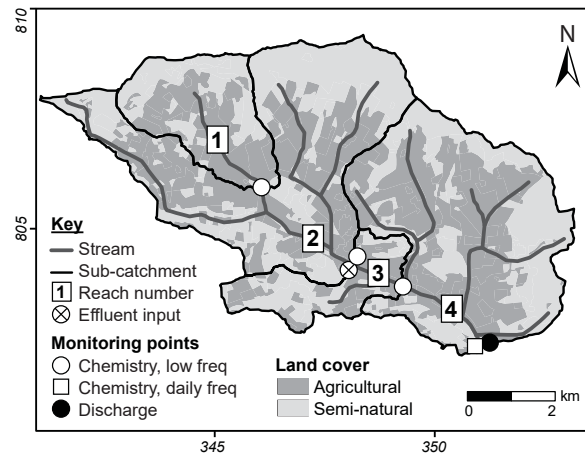 810
N
1
805
Key
2
Stream
3
Sub-catchment
1 Reach number
4
Effluent input
Monitoring points
Chemistry, low freq
Land cover
Chemistry, daily freq
Agricultural
km
Discharge
Semi-natural
0 2
800
345 350